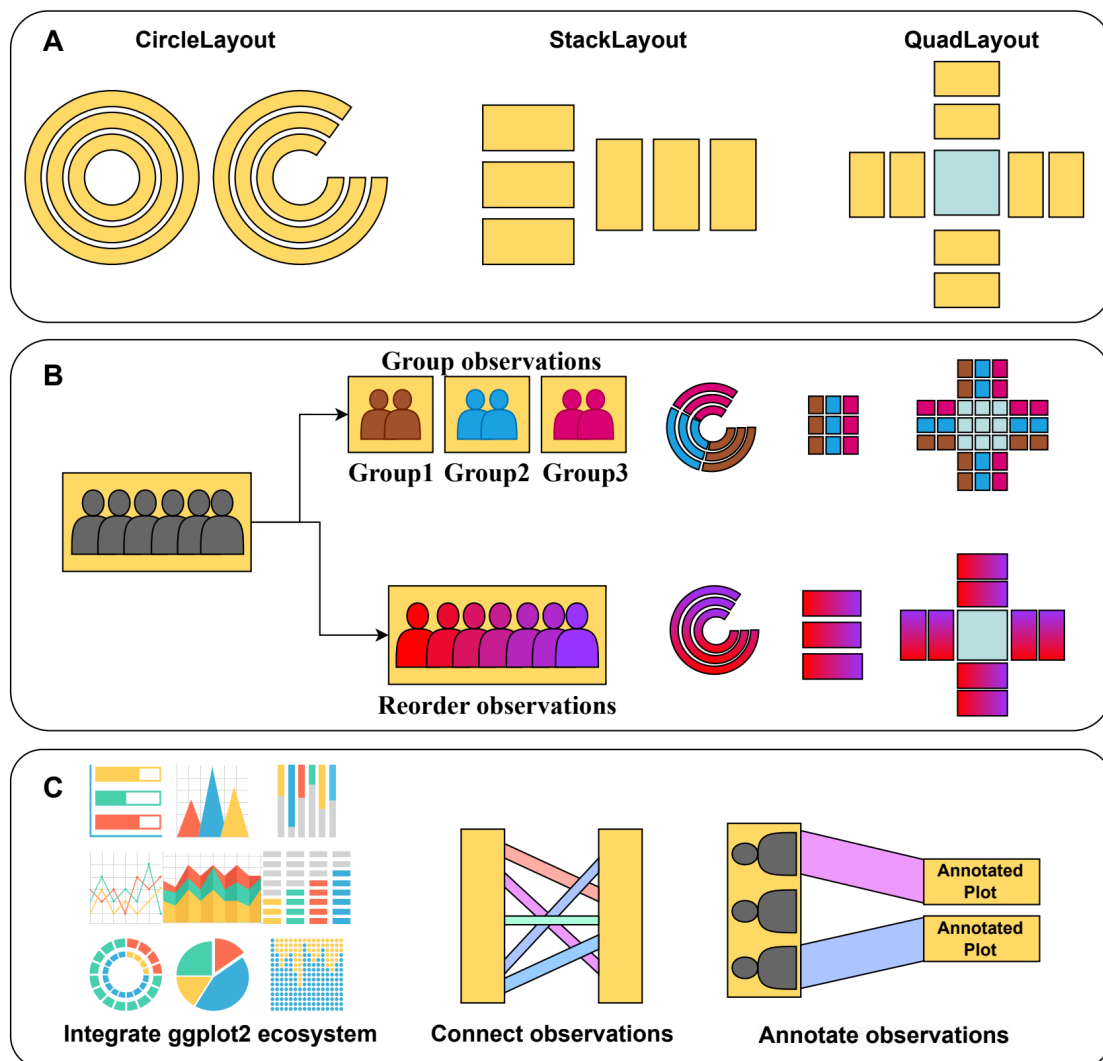 A
CircleLayout
StackLayout
QuadLayout
B
Group observations
Group1
Group2
Group3
Reorder observations
C
Annotated
Plot
Annotated
Plot
Integrate ggplot2 ecosystem
Connect observations
Annotate observations